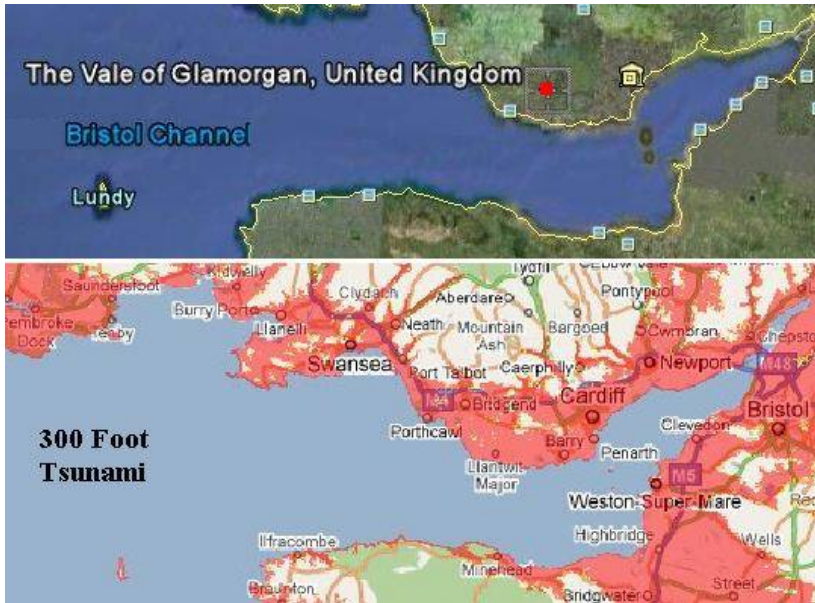 The Vale of Glamorgan, United Kingdom
Bristol Channel
Lundy
Saundersfoot
Kidwelly
Tydfil
Pontypool
Clydach
Aberdare
Burry Port
Pembroke
Dock
Tenby
Llanelli
Neath
Mountain
Ash
Bargoed
Cwmbran
Swansea
Port Talbot
Caerphilly
Newport
M48
M4
Bridgend
Cardiff
Bristol
300 Foot
Tsunami
Porthcawl
Barry
Penarth
Clevedon
Llantwit
Major
M5
Weston-Super-Mare
Highbridge
Wells
Ilfracombe
Minehead
Braunton
Bridgwater
Street